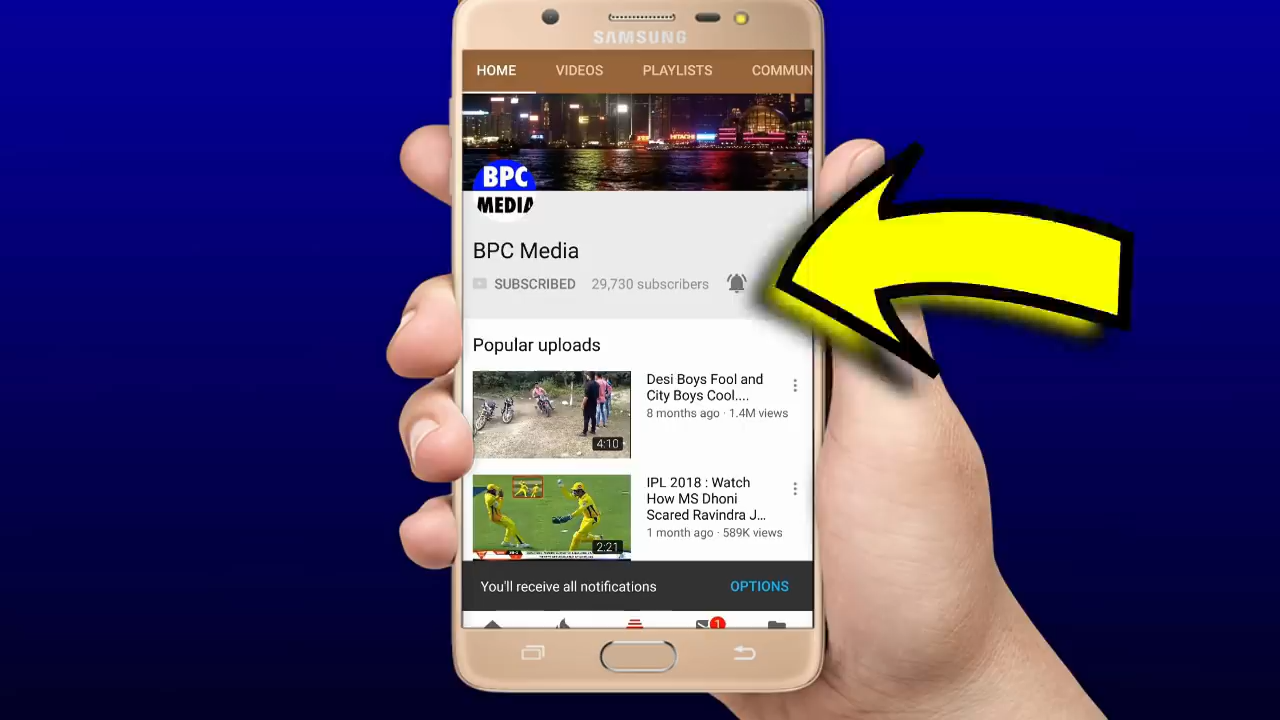 SAMSUNG
HOME VIDEOS PLAYLISTS COMMUN
HITACHI
BPC
MEDIA
BPC Media
SUBSCRIBED 29,730 subscribers
Popular uploads
Desi Boys Fool and
City Boys Cool....
8 months ago · 1.4M views
4:10
IPL 2018 : Watch
How MS Dhoni
Scared Ravindra J...
1 month ago · 589K views
2:21
You'll receive all notifications OPTIONS
1